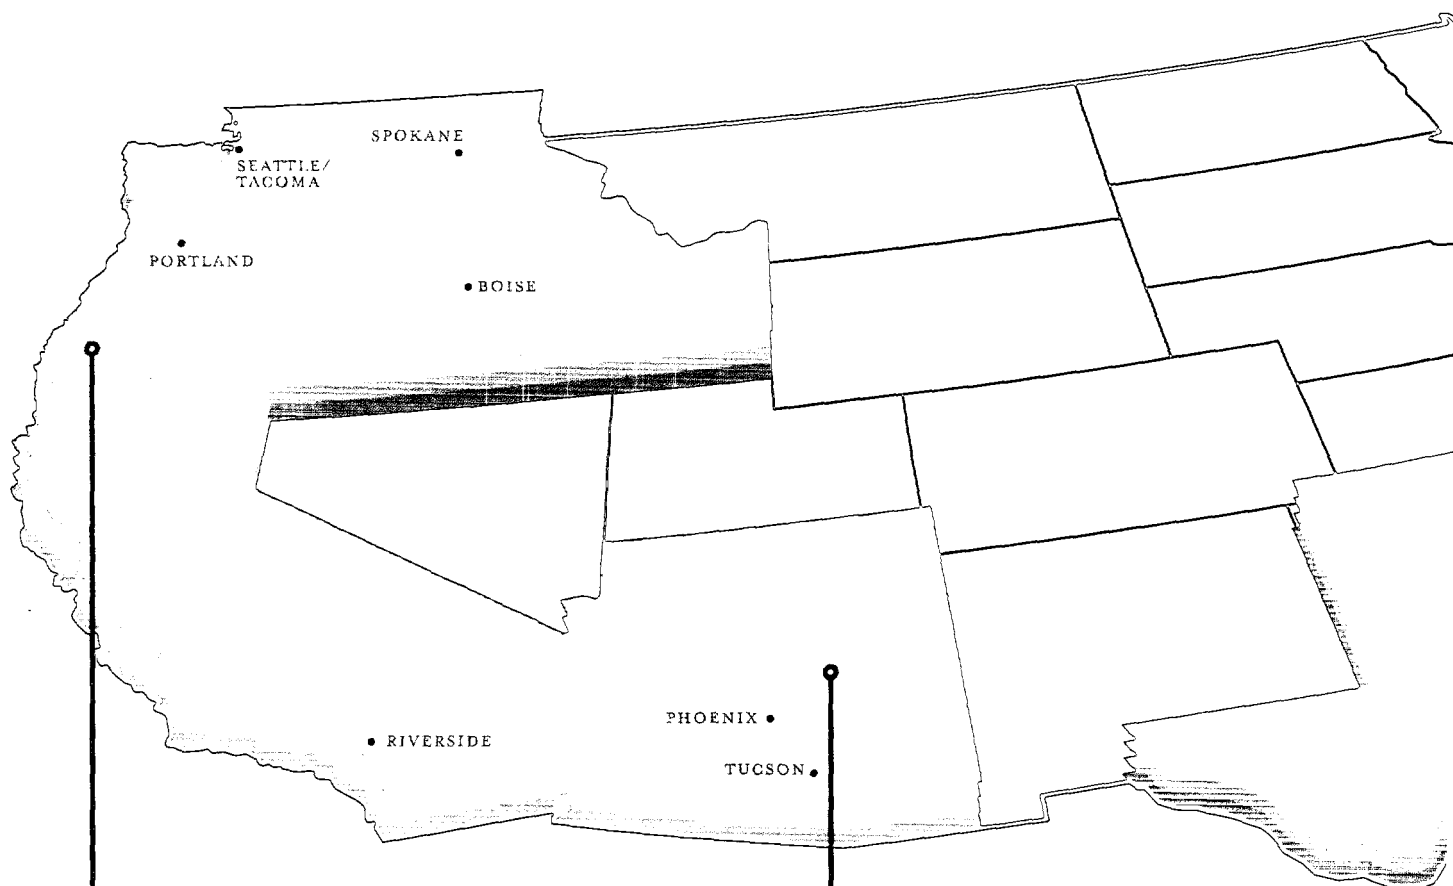 SPOKANE
SEATTLE/
TACOMA
PORTLAND
BOISE
PHOENIX
RIVERSIDE
TUCSON